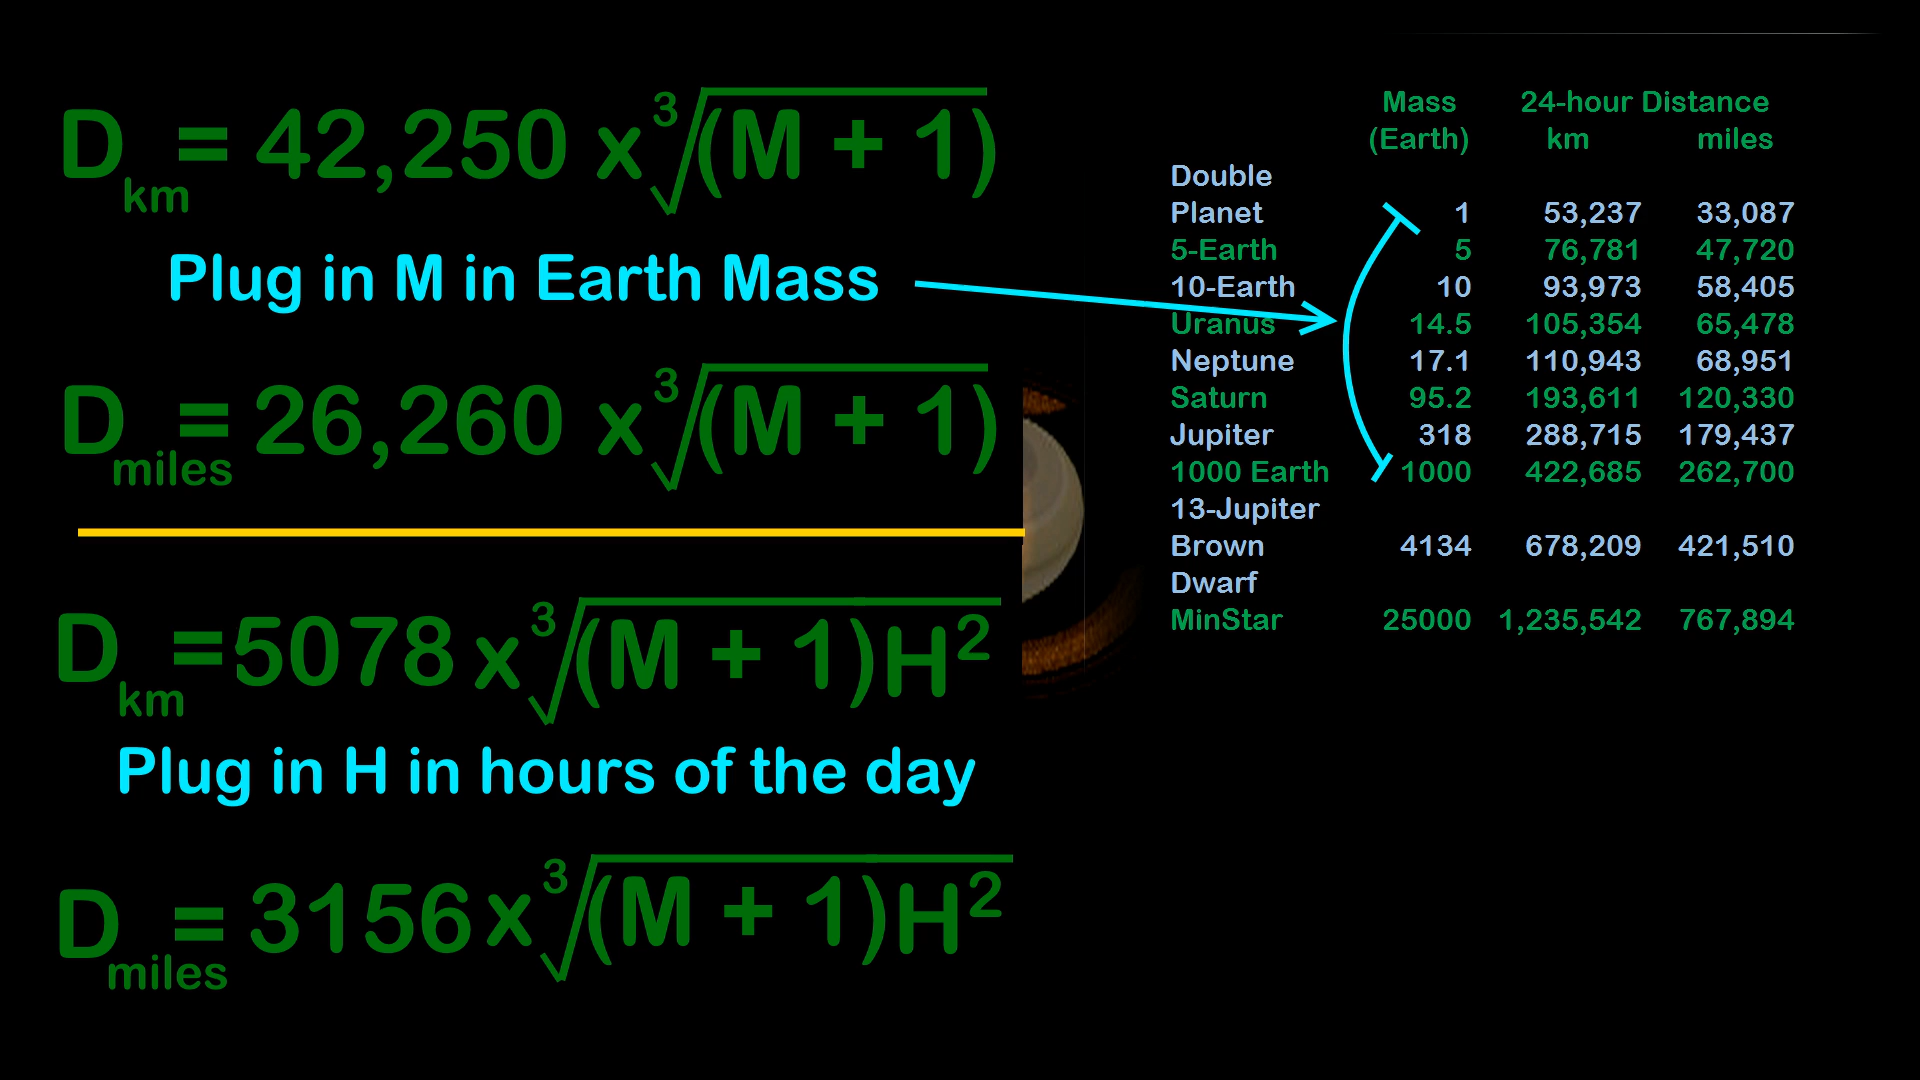 D km = 42,250 x ³√(M + 1)
Plug in M in Earth Mass
D miles = 26,260 x ³√(M + 1)
D km = 5078 x ³√(M + 1)H²
Plug in H in hours of the day
D miles = 3156 x ³√(M + 1)H²
Mass 24-hour Distance
(Earth) km miles
Double
Planet 1 53,237 33,087
5-Earth 5 76,781 47,720
10-Earth 10 93,973 58,405
Uranus 14.5 105,354 65,478
Neptune 17.1 110,943 68,951
Saturn 95.2 193,611 120,330
Jupiter 318 288,715 179,437
1000 Earth 1000 422,685 262,700
13-Jupiter
Brown 4134 678,209 421,510
Dwarf
MinStar 25000 1,235,542 767,894